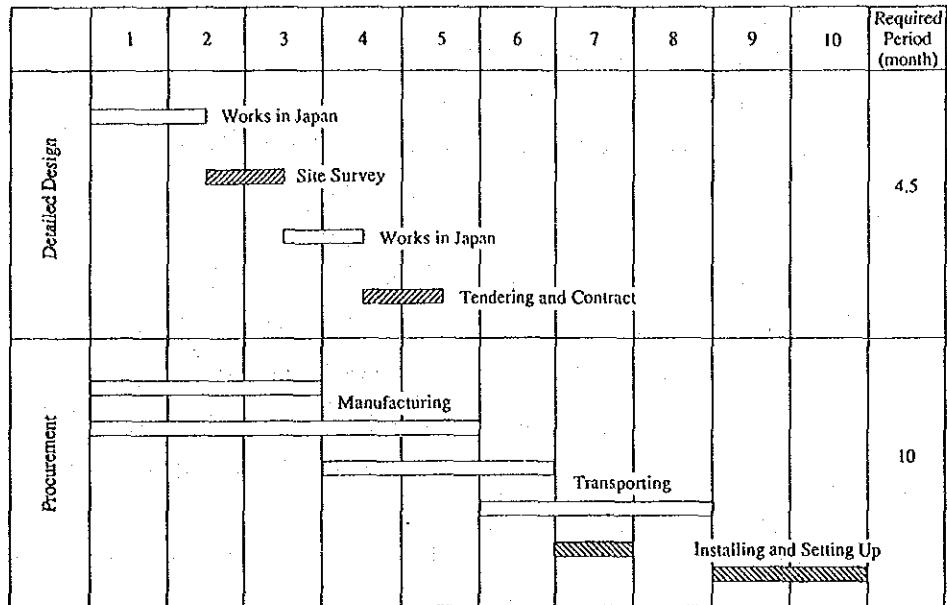 1 2 3 4 5 6 7 8 9 10 Required Period (month)
Detailed Design
Works in Japan
Site Survey
4.5
Works in Japan
Tendering and Contract
Procurement
Manufacturing
10
Transporting
Installing and Setting Up